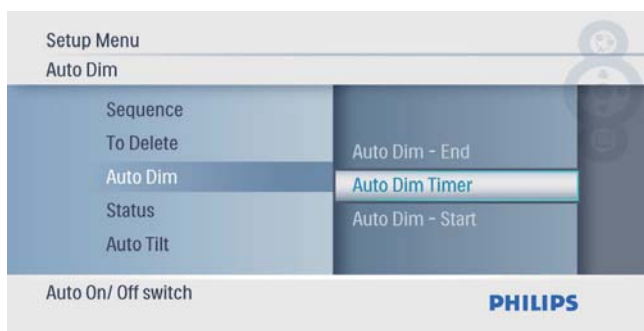 Setup Menu
Auto Dim
Sequence
To Delete
Auto Dim
Status
Auto Tilt
Auto Dim - End
Auto Dim Timer
Auto Dim - Start
Auto On/ Off switch
PHILIPS